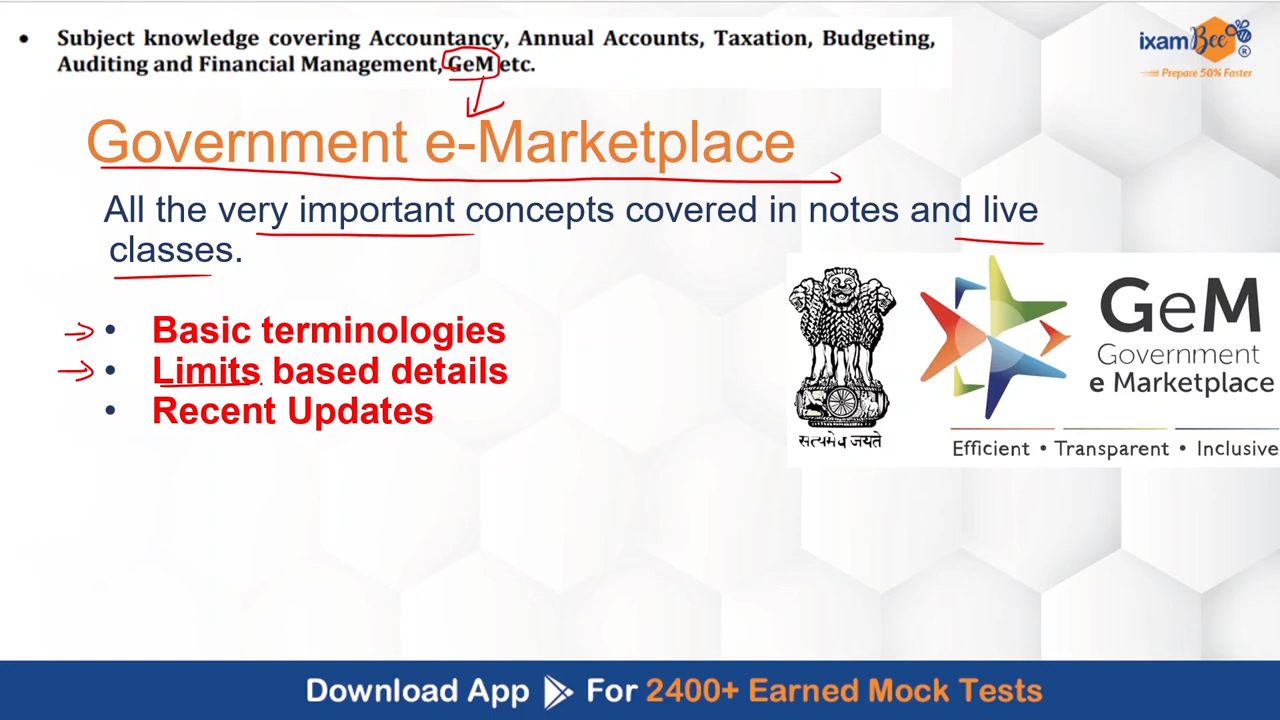 • Subject knowledge covering Accountancy, Annual Accounts, Taxation, Budgeting,
Auditing and Financial Management, GeM etc.
ixamBee®
Prepare 50% Faster
Government e-Marketplace
All the very important concepts covered in notes and live
classes.
• Basic terminologies
• Limits based details
• Recent Updates
सत्यमेव जयते
GeM
Government
e Marketplace
Efficient • Transparent • Inclusive
Download App For 2400+ Earned Mock Tests